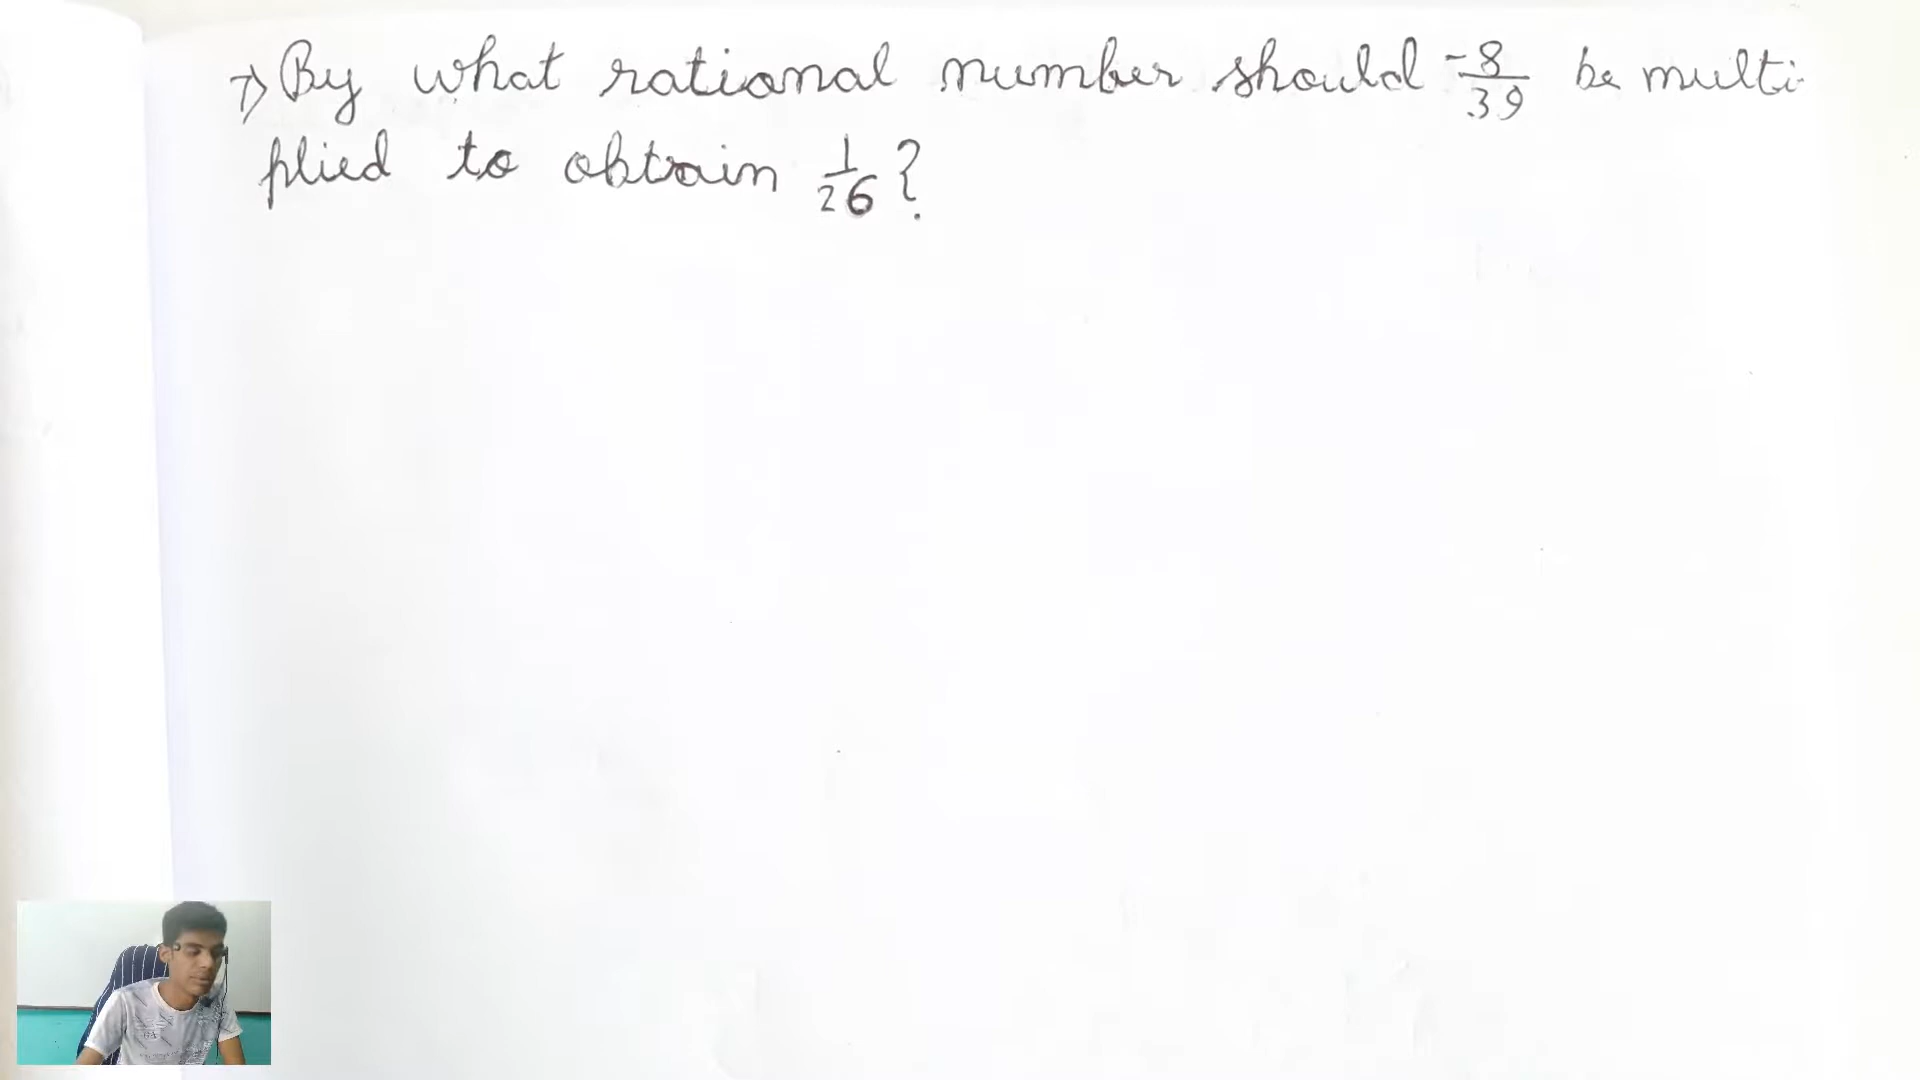 7) By what rational number should -8/39 be multi-
plied to obtain 1/26?